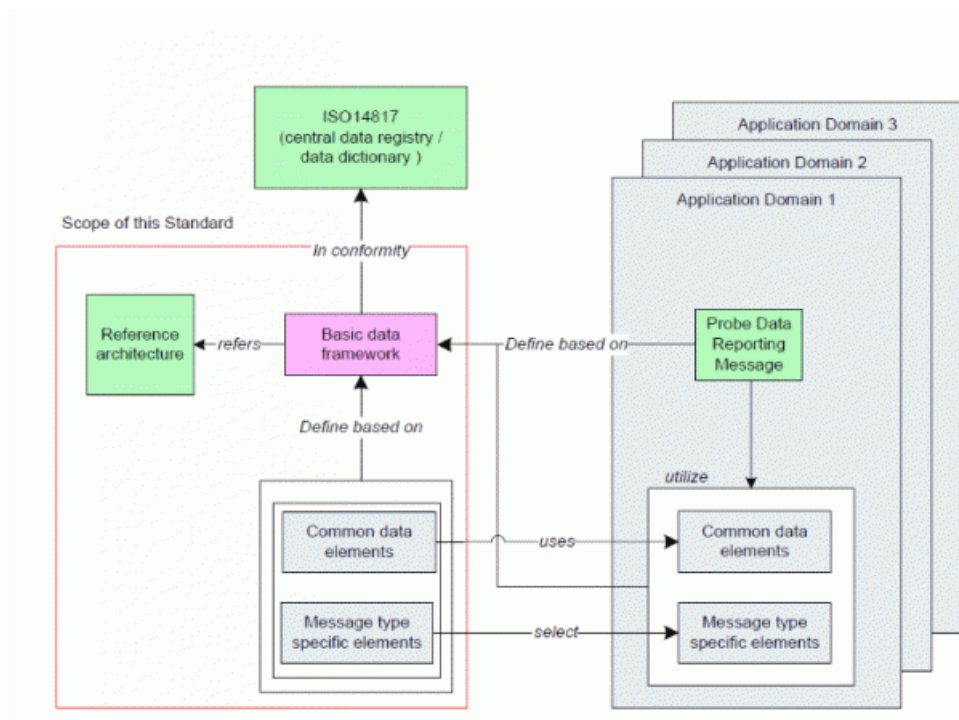 ISO14817
(central data registry /
data dictionary )
Application Domain 3
Application Domain 2
Application Domain 1
Scope of this Standard
In conformity
Reference
architecture
refers
Basic data
framework
Define based on
Probe Data
Reporting
Message
Define based on
utilize
Common data
elements
uses
Common data
elements
Message type
specific elements
select
Message type
specific elements